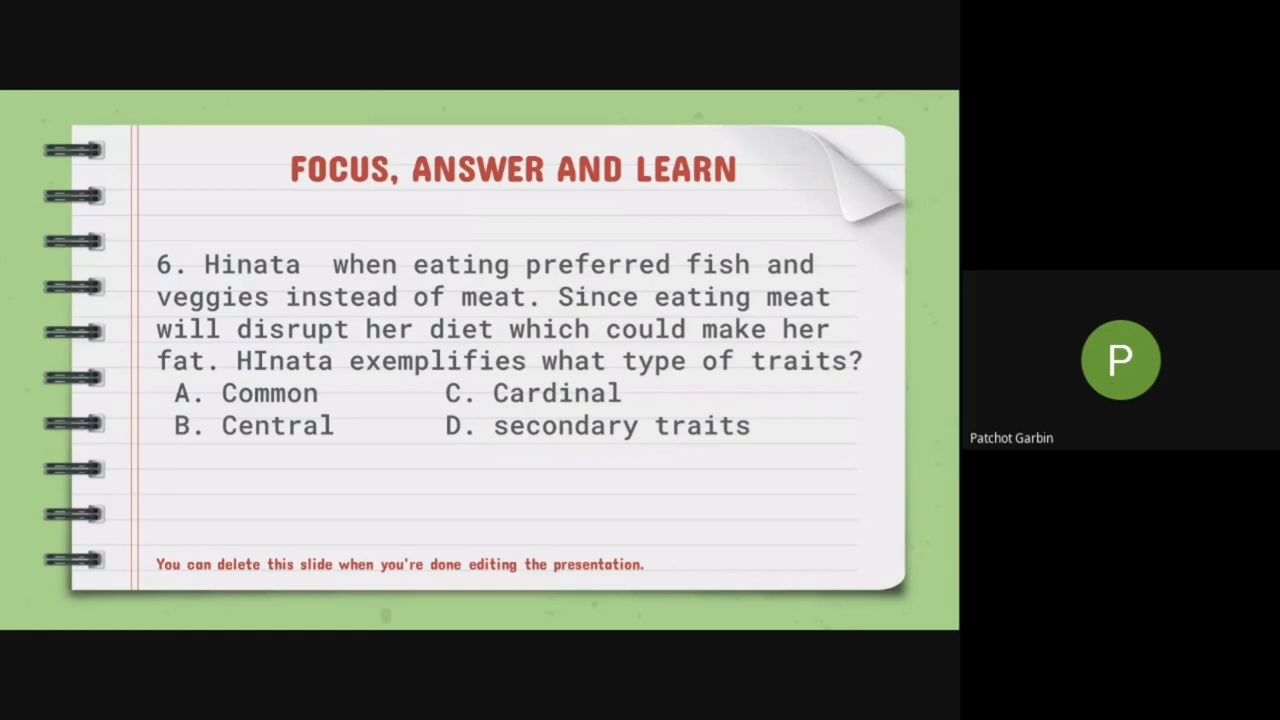 FOCUS, ANSWER AND LEARN
6. Hinata when eating preferred fish and
veggies instead of meat. Since eating meat
will disrupt her diet which could make her
fat. HInata exemplifies what type of traits?
A. Common C. Cardinal
B. Central D. secondary traits
You can delete this slide when you're done editing the presentation.
P
Patchot Garbin